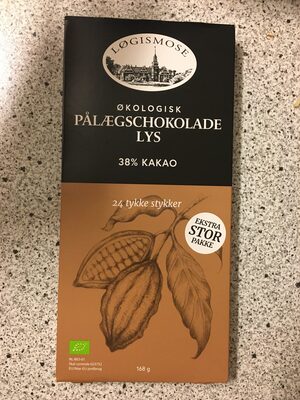 LØGISMOSE
ØKOLOGISK
PÅLÆGSCHOKOLADE
LYS
38% KAKAO
24 tykke stykker
EKSTRA
STOR
PAKKE
168 g